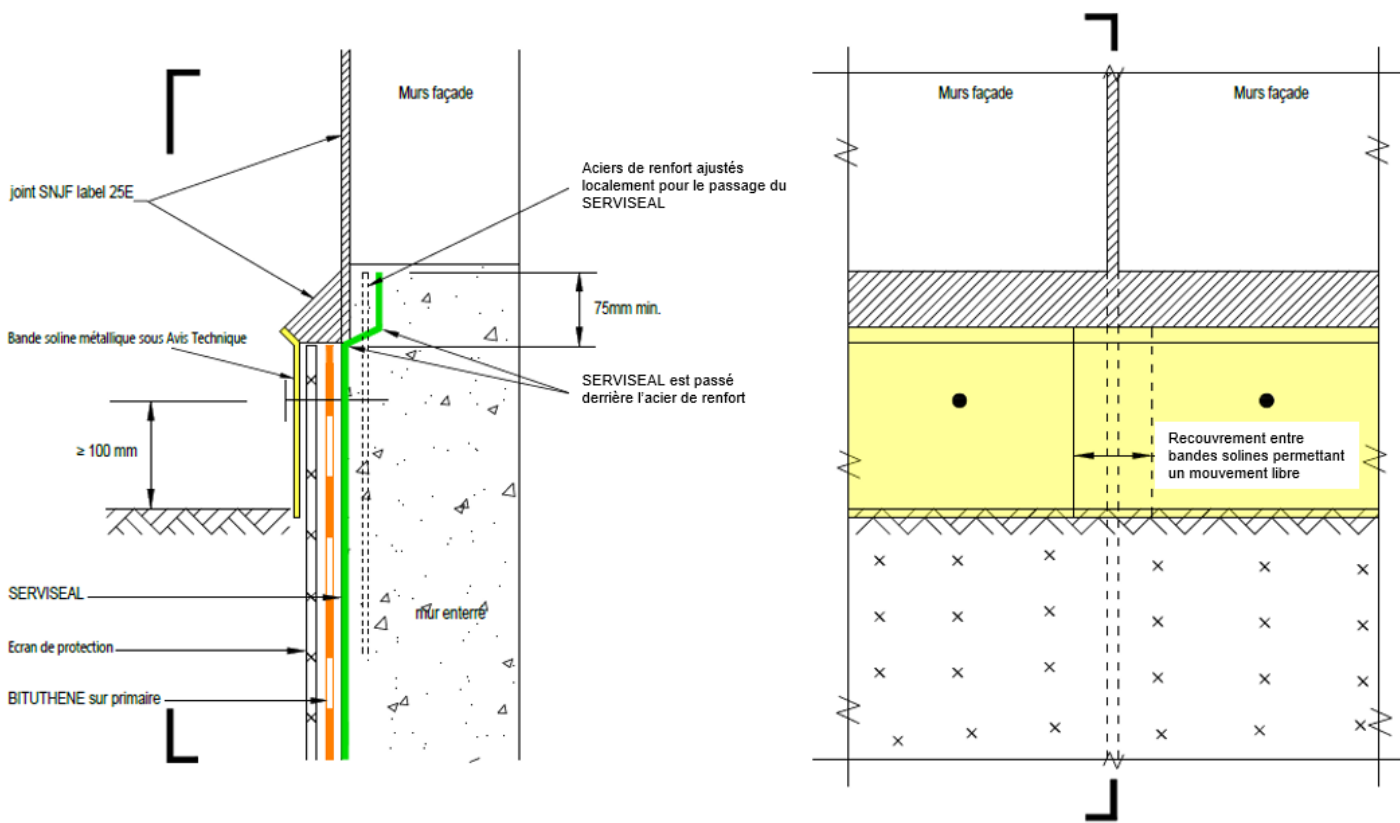 Murs façade
joint SNJF label 25E
Aciers de renfort ajustés
localement pour le passage du
SERVISEAL
75mm min.
Bande soline métallique sous Avis Technique
SERVISEAL est passé
derrière l'acier de renfort
≥ 100 mm
SERVISEAL
mur enterré
Ecran de protection
BITUTHENE sur primaire
Murs façade
Murs façade
Recouvrement entre
bandes solines permettant
un mouvement libre